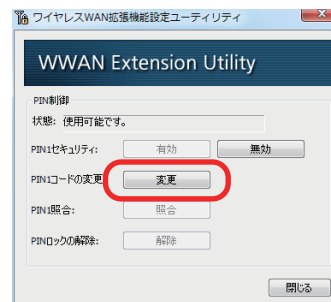 ワイヤレスWAN拡張機能設定ユーティリティ
WWAN Extension Utility
PIN制御
状態: 使用可能です。
PIN1セキュリティ: 有効 無効
PIN1コードの変更 変更
PIN1照合: 照合
PINロックの解除: 解除
閉じる